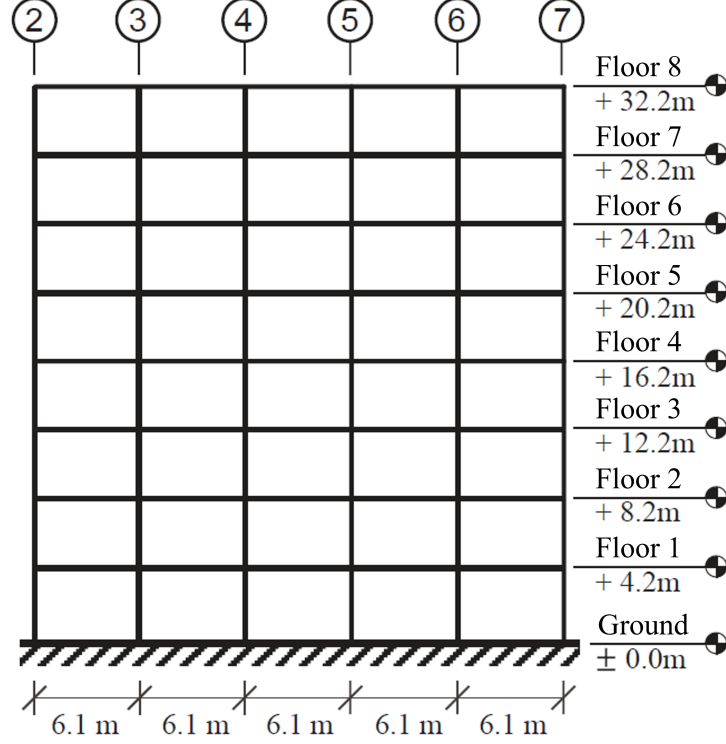 2 3 4 5 6 7
Floor 8
+ 32.2m
Floor 7
+ 28.2m
Floor 6
+ 24.2m
Floor 5
+ 20.2m
Floor 4
+ 16.2m
Floor 3
+ 12.2m
Floor 2
+ 8.2m
Floor 1
+ 4.2m
Ground
± 0.0m
6.1 m 6.1 m 6.1 m 6.1 m 6.1 m